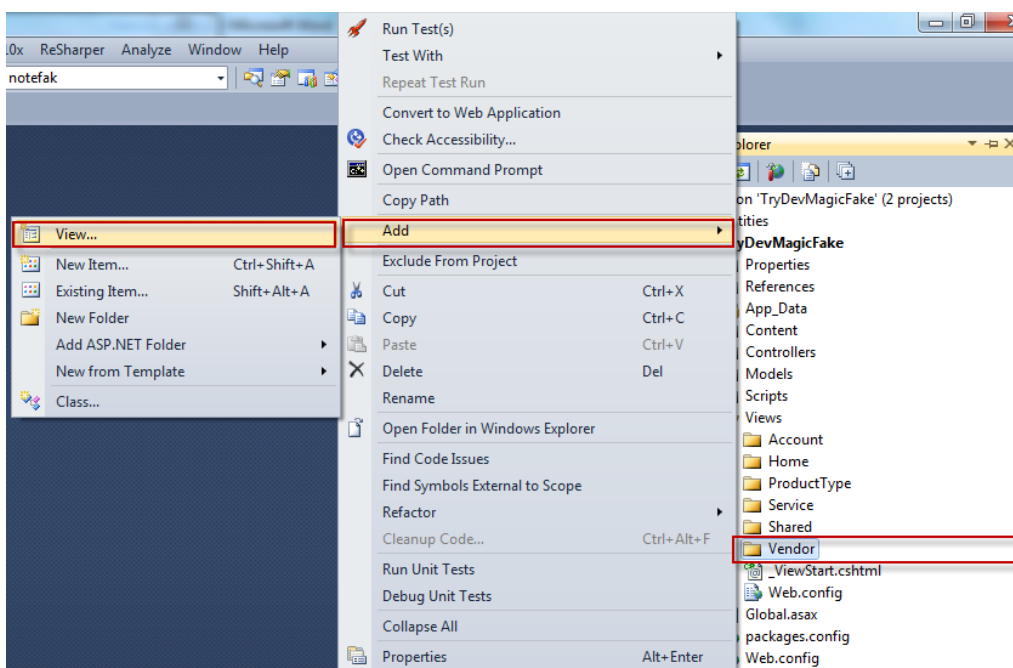 Microsoft Word
.0x ReSharper Analyze Window Help
notefak
View...
New Item... Ctrl+Shift+A
Existing Item... Shift+Alt+A
New Folder
Add ASP.NET Folder
New from Template
Class...
Run Test(s)
Test With
Repeat Test Run
Convert to Web Application
Check Accessibility...
Open Command Prompt
Copy Path
Add
Exclude From Project
Cut Ctrl+X
Copy Ctrl+C
Paste Ctrl+V
Delete Del
Rename
Open Folder in Windows Explorer
Find Code Issues
Find Symbols External to Scope
Refactor
Cleanup Code... Ctrl+Alt+F
Run Unit Tests
Debug Unit Tests
Collapse All
Properties Alt+Enter
plorer
on 'TryDevMagicFake' (2 projects)
tities
yDevMagicFake
Properties
References
App_Data
Content
Controllers
Models
Scripts
Views
Account
Home
ProductType
Service
Shared
Vendor
_ViewStart.cshtml
Web.config
Global.asax
packages.config
Web.config